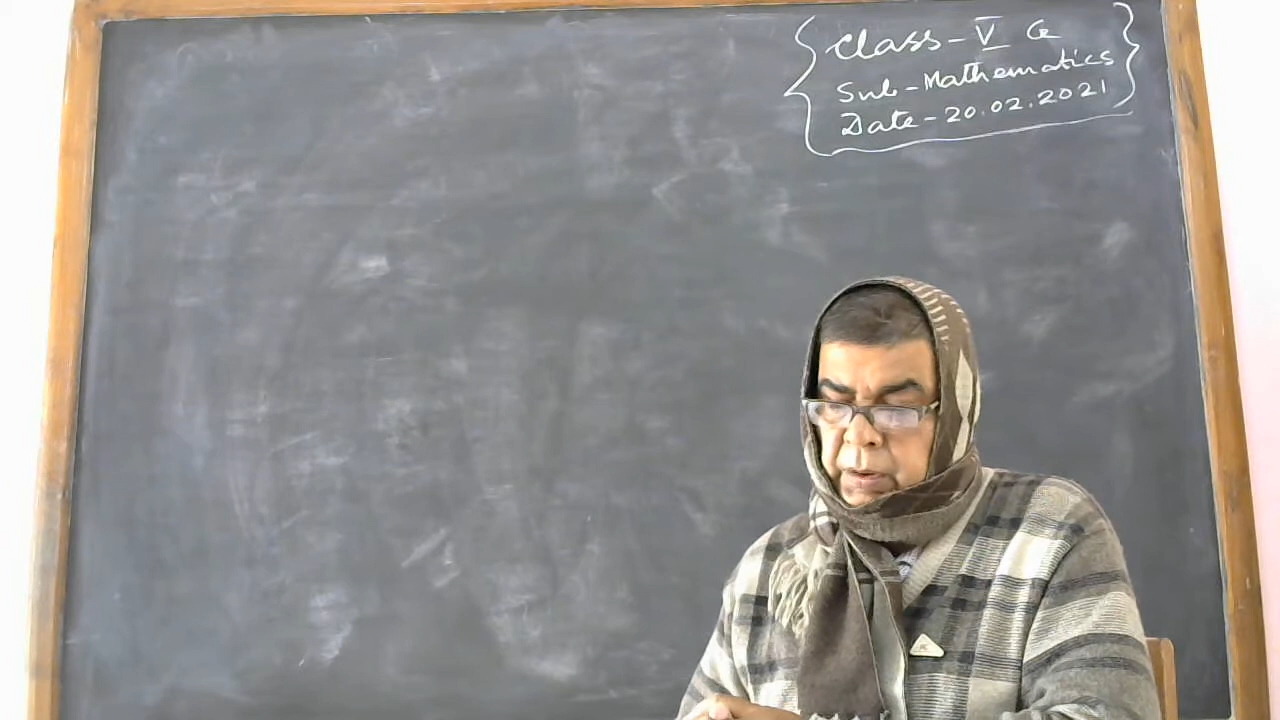 Class - V G
Sub - Mathematics
Date - 20.02.2021